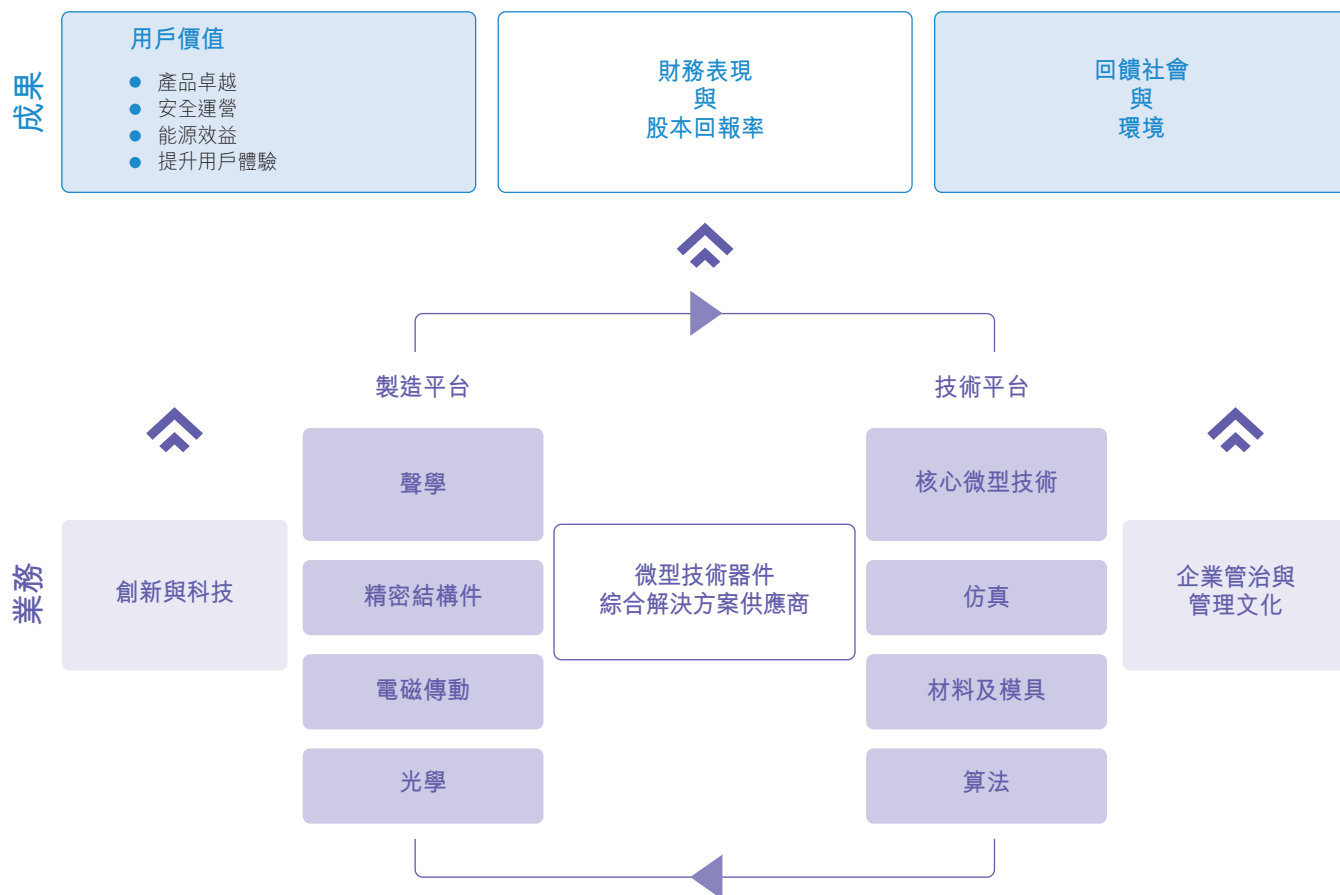 成果
用戶價值
● 產品卓越
● 安全運營
● 能源效益
● 提升用戶體驗
財務表現
與
股本回報率
回饋社會
與
環境
業務
創新與科技
製造平台
聲學
精密結構件
電磁傳動
光學
微型技術器件
綜合解決方案供應商
技術平台
核心微型技術
仿真
材料及模具
算法
企業管治與
管理文化